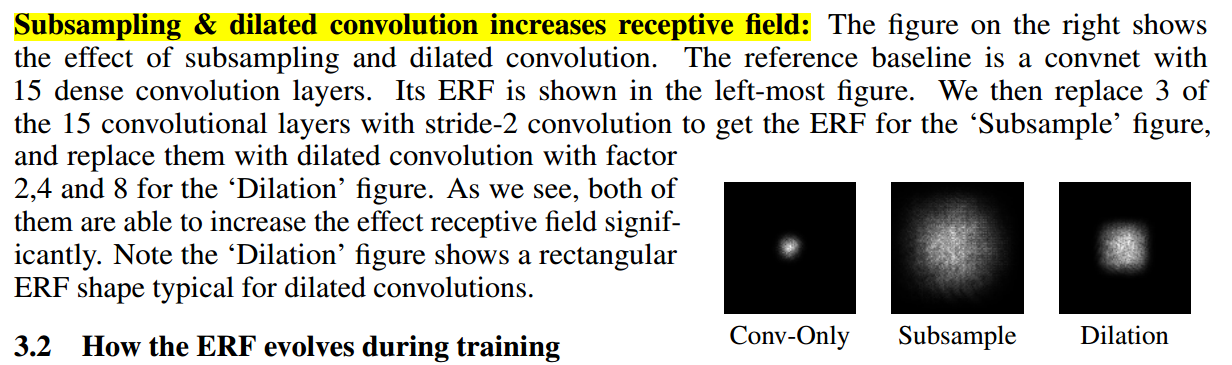 Subsampling & dilated convolution increases receptive field: The figure on the right shows
the effect of subsampling and dilated convolution. The reference baseline is a convnet with
15 dense convolution layers. Its ERF is shown in the left-most figure. We then replace 3 of
the 15 convolutional layers with stride-2 convolution to get the ERF for the ‘Subsample’ figure,
and replace them with dilated convolution with factor
2,4 and 8 for the ‘Dilation’ figure. As we see, both of
them are able to increase the effect receptive field signif-
icantly. Note the ‘Dilation’ figure shows a rectangular
ERF shape typical for dilated convolutions.
Conv-Only Subsample Dilation
3.2 How the ERF evolves during training